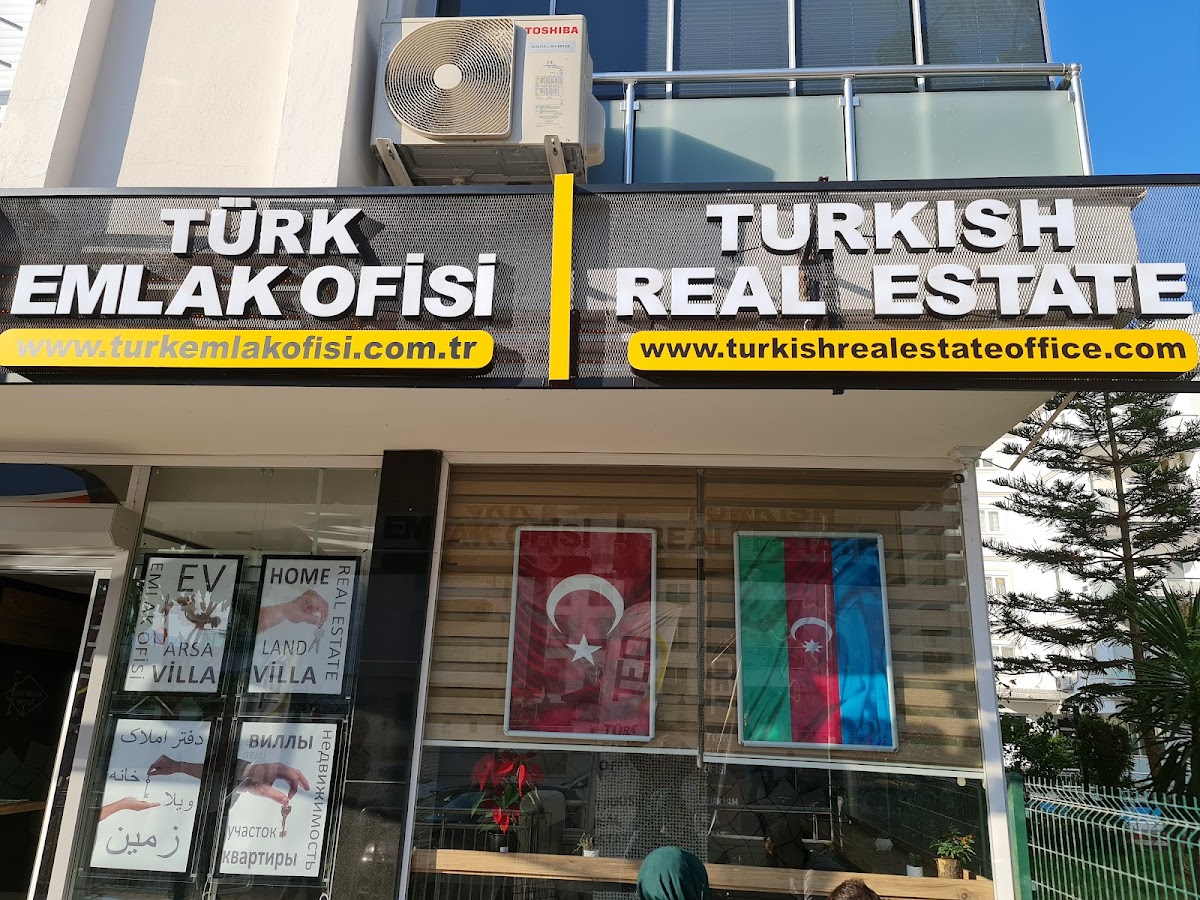 TOSHIBA
TÜRK
EMLAK OFİSİ
www.turkemlakofisi.com.tr
TURKISH
REAL ESTATE
www.turkishrealestateoffice.com
EV
ARSA
VİLLA
EMLAK OFİSİ
HOME
LAND
VİLLA
REAL ESTATE
دفتر املاک
خانه
ویلا
زمین
виллы
участок
квартиры
недвижимость